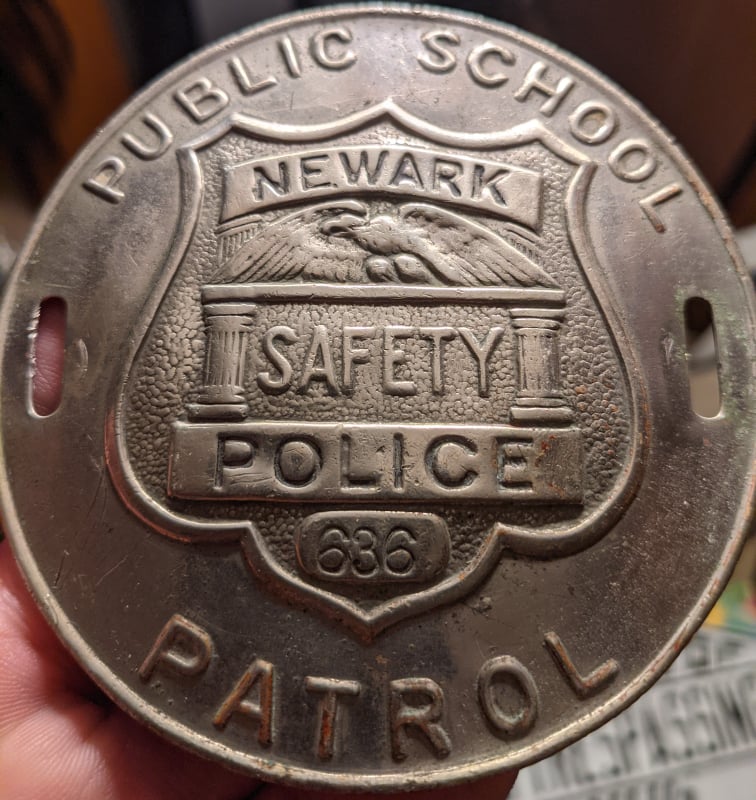 PUBLIC SCHOOL
NEWARK
SAFETY
POLICE
636
PATROL